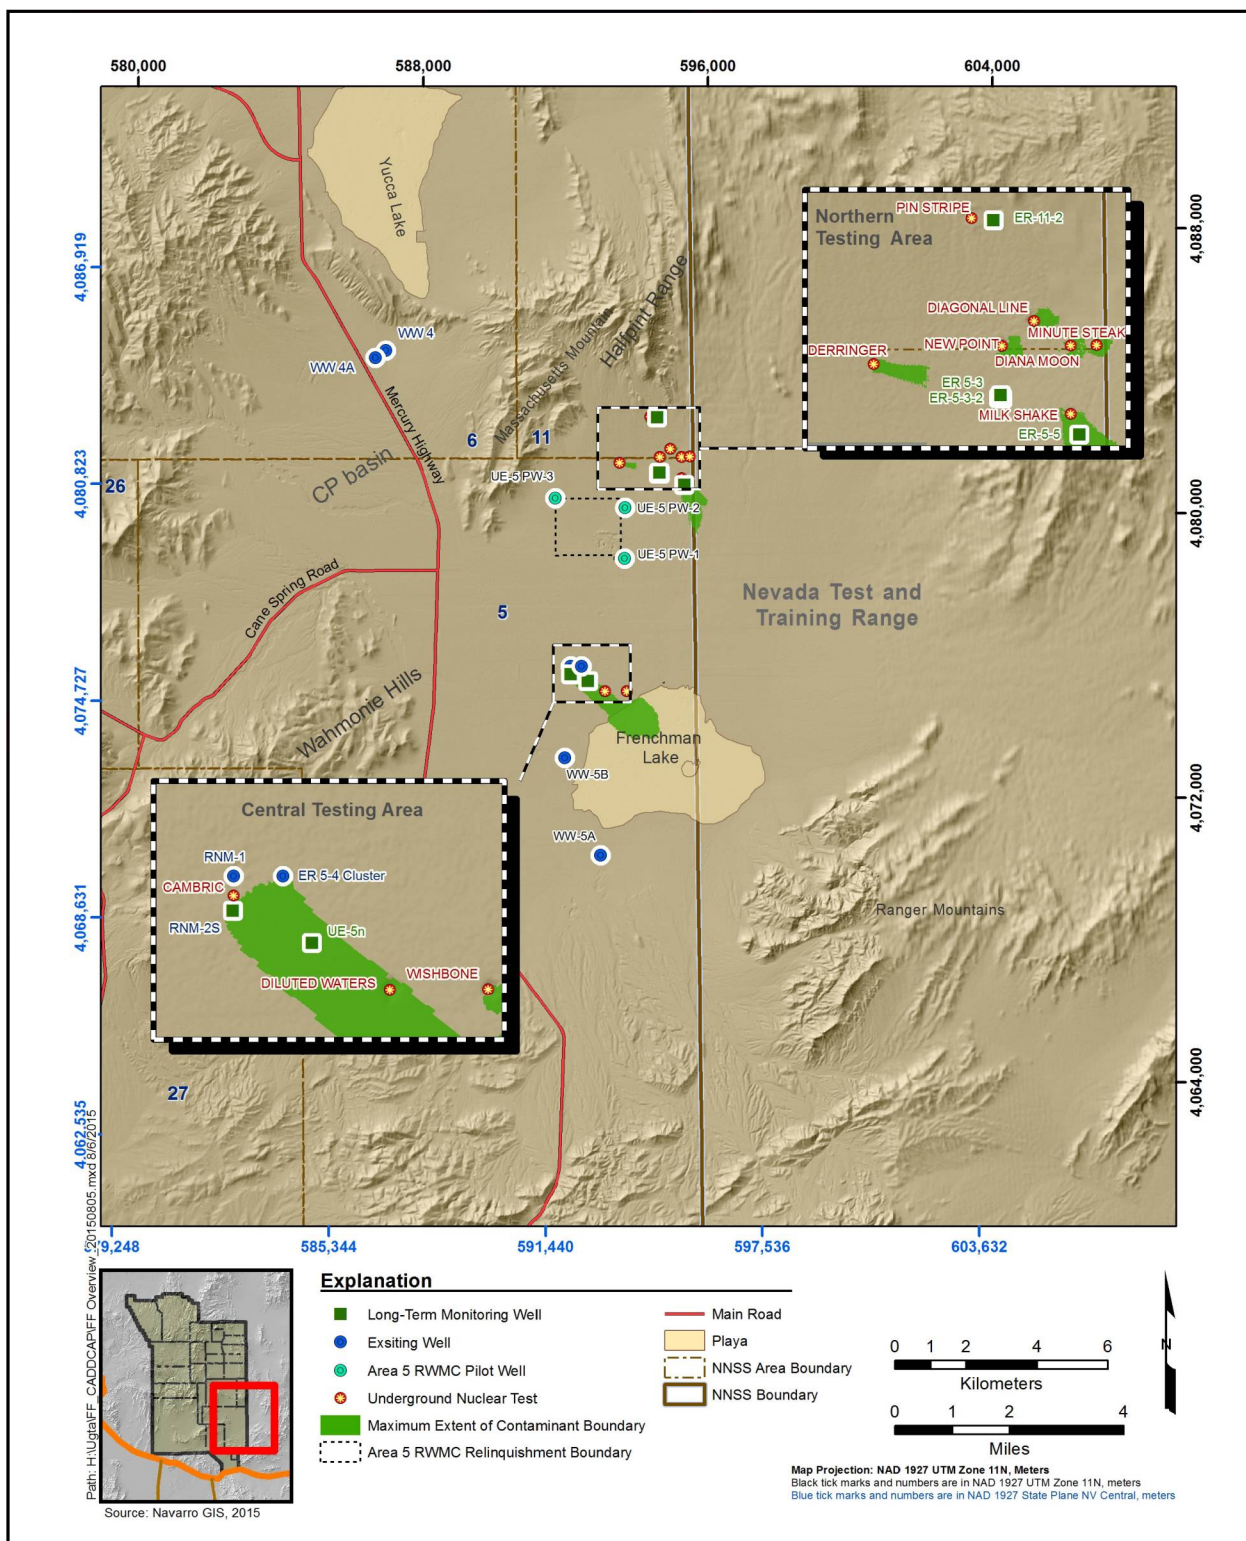 580,000
588,000
596,000
604,000
Yucca Lake
Northern
Testing Area
PIN STRIPE
ER-11-2
4,088,000
4,086,919
Halfpint Range
Massachusetts Mountain
DIAGONAL LINE
MINUTE STEAK
NEW POINT
DIANA MOON
DERRINGER
ER 5-3
ER-5-3-2
MILK SHAKE
ER-5-5
WW 4
WW 4A
Mercury Highway
6
11
CP basin
4,080,823
26
UE-5 PW-3
UE-5 PW-2
UE-5 PW-1
4,080,000
Cane Spring Road
5
Nevada Test and
Training Range
4,074,727
Wahmonie Hills
Frenchman
Lake
WW-5B
4,072,000
Central Testing Area
WW-5A
RNM-1
ER 5-4 Cluster
CAMBRIC
RNM-2S
UE-5n
DILUTED WATERS
WISHBONE
4,068,631
Ranger Mountains
27
4,064,000
4,062,535
79,248
585,344
591,440
597,536
603,632
Path: H:\Ugta\FF_CADDCAP\FF Overview_20150805.mxd 8/6/2015
Explanation
Long-Term Monitoring Well
Exsiting Well
Area 5 RWMC Pilot Well
Underground Nuclear Test
Maximum Extent of Contaminant Boundary
Area 5 RWMC Relinquishment Boundary
Main Road
Playa
NNSS Area Boundary
NNSS Boundary
N
0 1 2 4 6
Kilometers
0 1 2 4
Miles
Map Projection: NAD 1927 UTM Zone 11N, Meters
Black tick marks and numbers are in NAD 1927 UTM Zone 11N, meters
Blue tick marks and numbers are in NAD 1927 State Plane NV Central, meters
Source: Navarro GIS, 2015